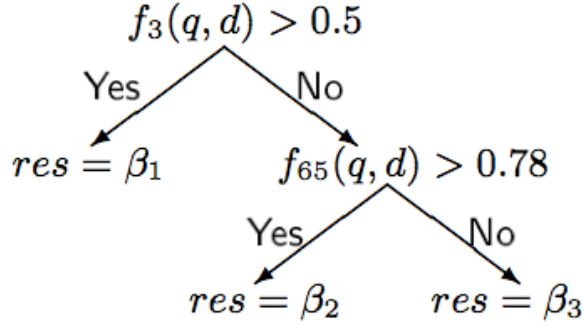 f₃(q, d) > 0.5
Yes No
res = β₁ f₆₅(q, d) > 0.78
Yes No
res = β₂ res = β₃